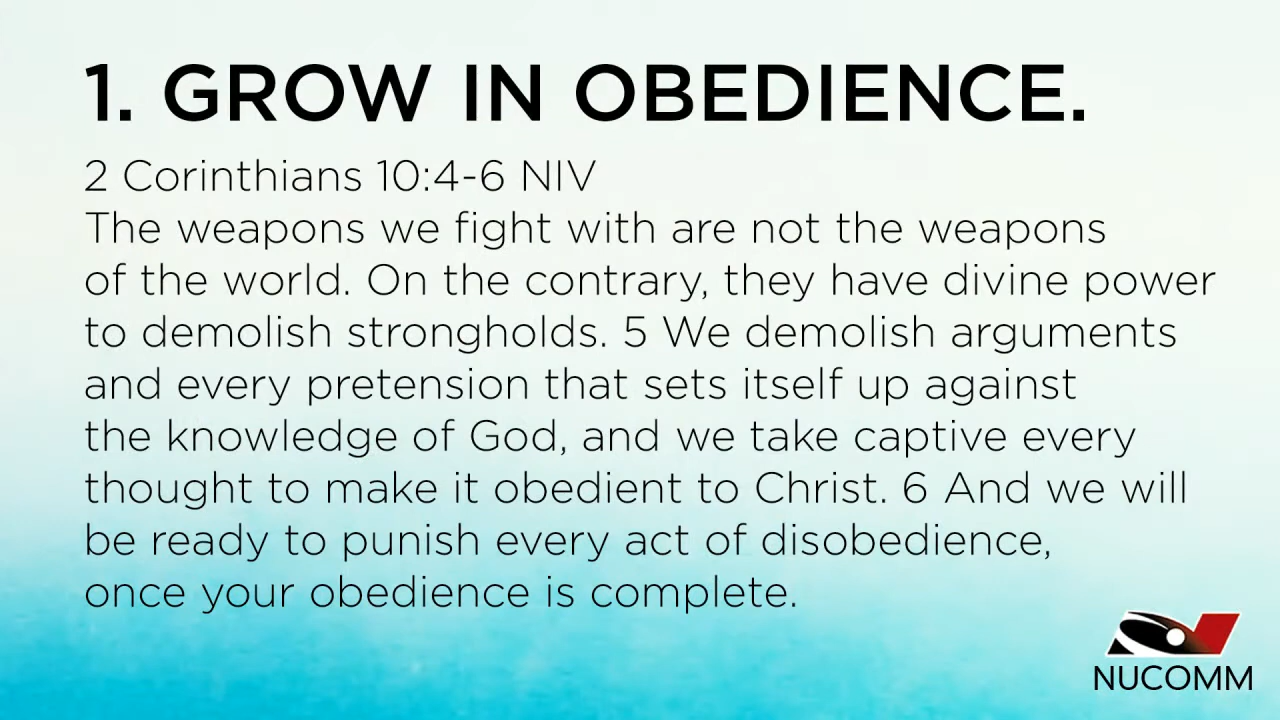 1. GROW IN OBEDIENCE.
2 Corinthians 10:4-6 NIV
The weapons we fight with are not the weapons
of the world. On the contrary, they have divine power
to demolish strongholds. 5 We demolish arguments
and every pretension that sets itself up against
the knowledge of God, and we take captive every
thought to make it obedient to Christ. 6 And we will
be ready to punish every act of disobedience,
once your obedience is complete.
NUCOMM